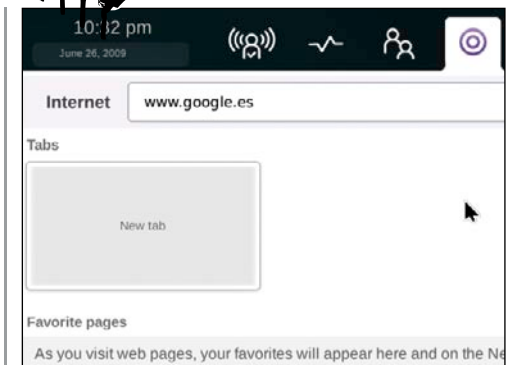 10:32 pm
June 26, 2009
Internet www.google.es
Tabs
New tab
Favorite pages
As you visit web pages, your favorites will appear here and on the Ne